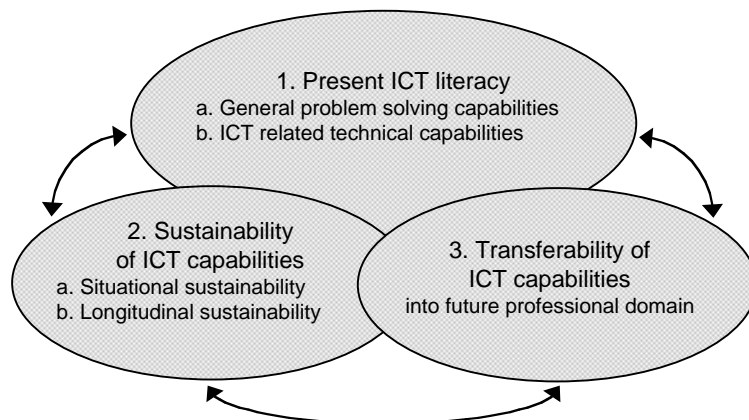 1. Present ICT literacy
a. General problem solving capabilities
b. ICT related technical capabilities
2. Sustainability
of ICT capabilities
a. Situational sustainability
b. Longitudinal sustainability
3. Transferability of
ICT capabilities
into future professional domain